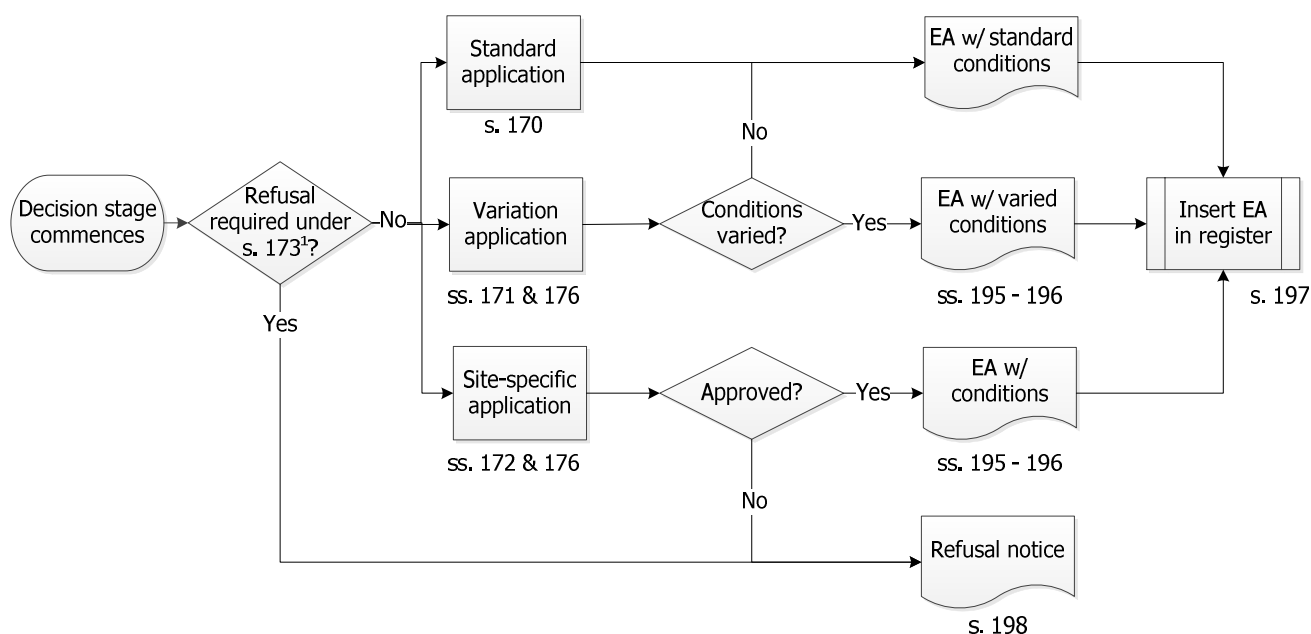 Decision stage
commences
Refusal
required under
s. 173¹?
No
Yes
Standard
application
s. 170
Variation
application
ss. 171 & 176
Site-specific
application
ss. 172 & 176
No
Conditions
varied?
Yes
Approved?
Yes
No
EA w/ standard
conditions
EA w/ varied
conditions
ss. 195 - 196
EA w/
conditions
ss. 195 - 196
Refusal notice
s. 198
Insert EA
in register
s. 197